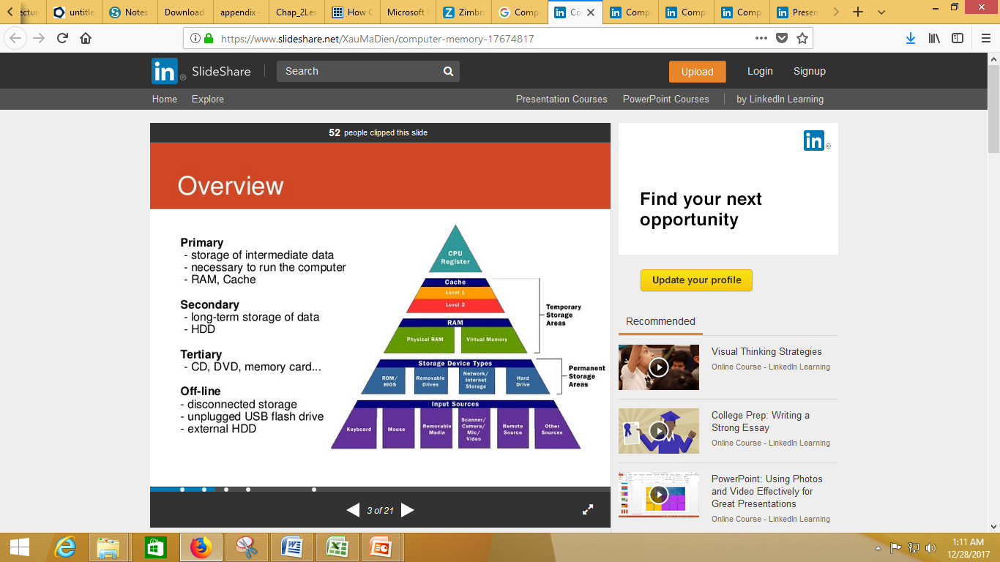 ecture
untitle
Notes
Download
appendix -
Chap_2Les
How C
Microsoft
Zimbra
Comp
Co
Comp
Comp
Comp
Presen
https://www.slideshare.net/XauMaDien/computer-memory-17674817
in® SlideShare
Search
Upload
Login
Signup
Home
Explore
Presentation Courses
PowerPoint Courses
by LinkedIn Learning
52 people clipped this slide
Overview
Primary
- storage of intermediate data
- necessary to run the computer
- RAM, Cache
Secondary
- long-term storage of data
- HDD
Tertiary
- CD, DVD, memory card...
Off-line
- disconnected storage
- unplugged USB flash drive
- external HDD
CPU
Register
Cache
Level 1
Level 2
RAM
Physical RAM
Virtual Memory
Temporary
Storage
Areas
Storage Device Types
ROM/
BIOS
Removable
Drives
Network/
Internet
Storage
Hard
Drive
Permanent
Storage
Areas
Input Sources
Keyboard
Mouse
Removable
Media
Scanner/
Camera/
Mic/
Video
Remote
Source
Other
Sources
3 of 21
in®
Find your next
opportunity
Update your profile
Recommended
Visual Thinking Strategies
Online Course - LinkedIn Learning
College Prep: Writing a
Strong Essay
Online Course - LinkedIn Learning
PowerPoint: Using Photos
and Video Effectively for
Great Presentations
Online Course - LinkedIn Learning
1:11 AM
12/28/2017